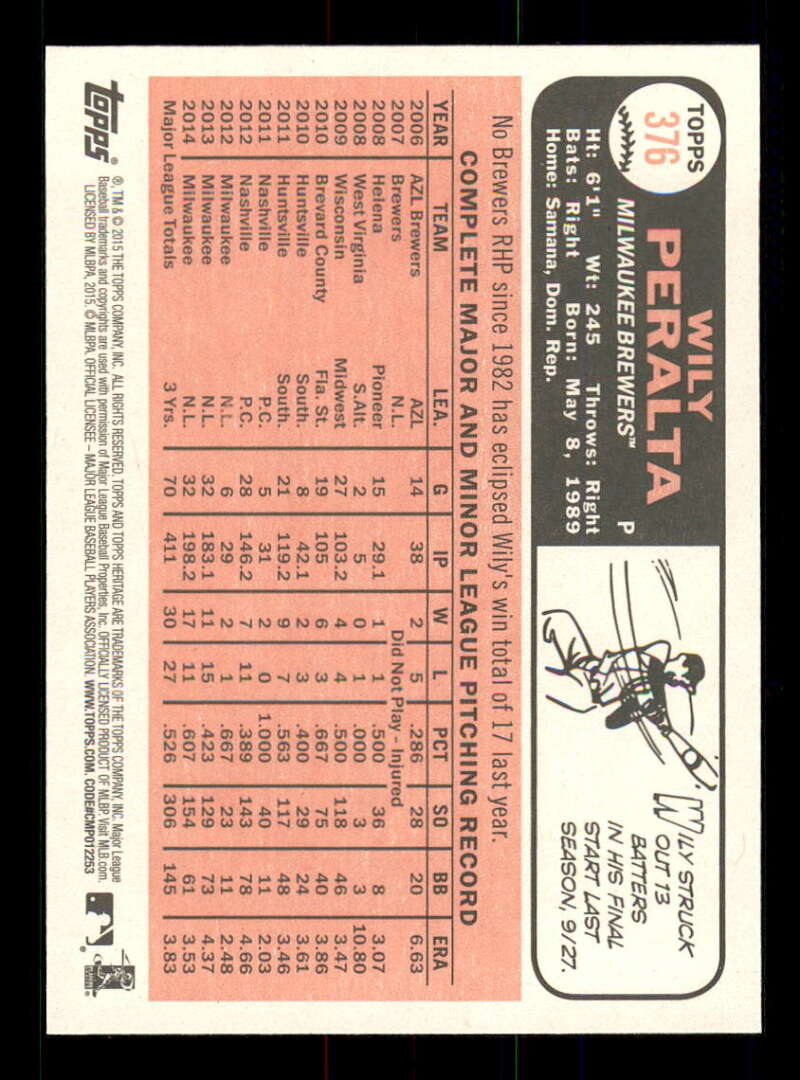 TOPPS
376
WILY
PERALTA
MILWAUKEE BREWERS™ P
Ht: 6'1" Wt: 245 Throws: Right
Bats: Right Born: May 8, 1989
Home: Samana, Dom. Rep.
WILY STRUCK
OUT 13
BATTERS
IN HIS FINAL
START LAST
SEASON, 9/27.
No Brewers RHP since 1982 has eclipsed Wily's win total of 17 last year.
COMPLETE MAJOR AND MINOR LEAGUE PITCHING RECORD
YEAR TEAM LEA. G IP W L PCT SO BB ERA
2006 AZL Brewers AZL 14 38 2 5 .286 28 20 6.63
2007 Brewers N.L. Did Not Play - Injured
2008 Helena Pioneer 15 29.1 1 1 .500 36 8 3.07
2008 West Virginia S.Atl. 2 5 0 1 .000 3 3 10.80
2009 Wisconsin Midwest 27 103.2 4 4 .500 118 46 3.47
2010 Brevard County Fla. St. 19 105 6 3 .667 75 40 3.86
2010 Huntsville South. 8 42.1 2 3 .400 29 24 3.61
2011 Huntsville South. 21 119.2 9 7 .563 117 48 3.46
2011 Nashville P.C. 5 31 2 0 1.000 40 11 2.03
2012 Nashville P.C. 28 146.2 7 11 .389 143 78 4.66
2012 Milwaukee N.L. 6 29 2 1 .667 23 11 2.48
2013 Milwaukee N.L. 32 183.1 11 15 .423 129 73 4.37
2014 Milwaukee N.L. 32 198.2 17 11 .607 154 61 3.53
Major League Totals 3 Yrs. 70 411 30 27 .526 306 145 3.83
topps®
®, TM & © 2015 THE TOPPS COMPANY, INC. ALL RIGHTS RESERVED. TOPPS AND TOPPS HERITAGE ARE TRADEMARKS OF THE TOPPS COMPANY, INC. Major League
Baseball trademarks and copyrights are used with permission of Major League Baseball Properties, Inc. OFFICIALLY LICENSED PRODUCT OF MLBP. Visit MLB.com.
LICENSED BY MLBPA, 2015. © MLBPA. OFFICIAL LICENSEE – MAJOR LEAGUE BASEBALL PLAYERS ASSOCIATION. WWW.TOPPS.COM. CODE#CMP012253